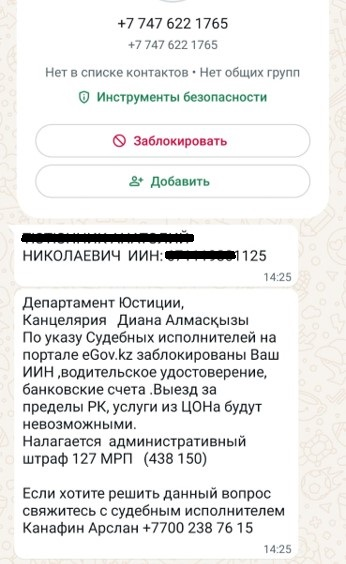 +7 747 622 1765
+7 747 622 1765
Нет в списке контактов • Нет общих групп
Инструменты безопасности
Заблокировать
Добавить
НИКОЛАЕВИЧ ИИН: 1125
14:25
Департамент Юстиции,
Канцелярия Диана Алмасқызы
По указу Судебных исполнителей на
портале eGov.kz заблокированы Ваш
ИИН ,водительское удостоверение,
банковские счета .Выезд за
пределы РК, услуги из ЦОНа будут
невозможными.
Налагается административный
штраф 127 МРП (438 150)
Если хотите решить данный вопрос
свяжитесь с судебным исполнителем
Канафин Арслан +7700 238 76 15
14:25